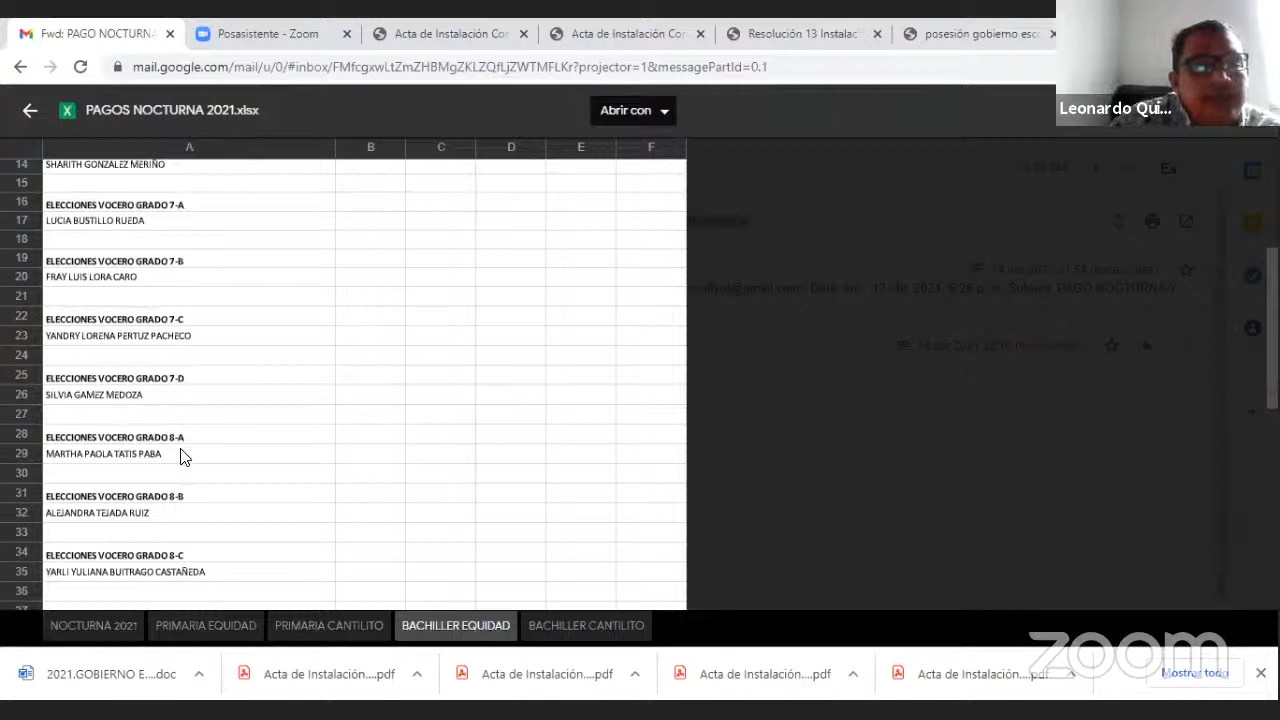 Fwd: PAGO NOCTURNA
Posasistente - Zoom
Acta de Instalación Con
Acta de Instalación Con
Resolución 13 Instalac
posesión gobierno esc
mail.google.com/mail/u/0/#inbox/FMfcgxwLtZmZHBMgZKLZQfLjZWTMFLKr?projector=1&messagePartId=0.1
Leonardo Qui...
PAGOS NOCTURNA 2021.xlsx
Abrir con
A B C D E F
14 SHARITH GONZALEZ MERIÑO
15
16 ELECCIONES VOCERO GRADO 7-A
17 LUCIA BUSTILLO RUEDA
18
19 ELECCIONES VOCERO GRADO 7-B
20 FRAY LUIS LORA CARO
21
22 ELECCIONES VOCERO GRADO 7-C
23 YANDRY LORENA PERTUZ PACHECO
24
25 ELECCIONES VOCERO GRADO 7-D
26 SILVIA GAMEZ MEDOZA
27
28 ELECCIONES VOCERO GRADO 8-A
29 MARTHA PAOLA TATIS PABA
30
31 ELECCIONES VOCERO GRADO 8-B
32 ALEJANDRA TEJADA RUIZ
33
34 ELECCIONES VOCERO GRADO 8-C
35 YARLI YULIANA BUITRAGO CASTAÑEDA
36
NOCTURNA 2021 PRIMARIA EQUIDAD PRIMARIA CANTILITO BACHILLER EQUIDAD BACHILLER CANTILITO
zoom
2021.GOBIERNO E....doc
Acta de Instalación....pdf
Acta de Instalación....pdf
Acta de Instalación....pdf
Acta de Instalación....pdf
Mostrar todo